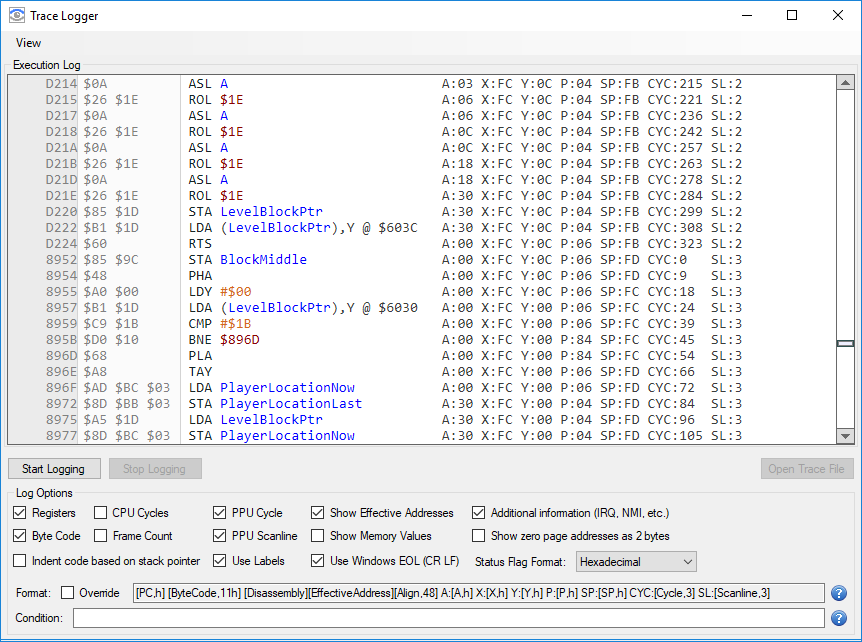 Trace Logger
View
Execution Log
D214 $0A ASL A A:03 X:FC Y:0C P:04 SP:FB CYC:215 SL:2
D215 $26 $1E ROL $1E A:06 X:FC Y:0C P:04 SP:FB CYC:221 SL:2
D217 $0A ASL A A:06 X:FC Y:0C P:04 SP:FB CYC:236 SL:2
D218 $26 $1E ROL $1E A:0C X:FC Y:0C P:04 SP:FB CYC:242 SL:2
D21A $0A ASL A A:0C X:FC Y:0C P:04 SP:FB CYC:257 SL:2
D21B $26 $1E ROL $1E A:18 X:FC Y:0C P:04 SP:FB CYC:263 SL:2
D21D $0A ASL A A:18 X:FC Y:0C P:04 SP:FB CYC:278 SL:2
D21E $26 $1E ROL $1E A:30 X:FC Y:0C P:04 SP:FB CYC:284 SL:2
D220 $85 $1D STA LevelBlockPtr A:30 X:FC Y:0C P:04 SP:FB CYC:299 SL:2
D222 $B1 $1D LDA (LevelBlockPtr),Y @ $603C A:30 X:FC Y:0C P:04 SP:FB CYC:308 SL:2
D224 $60 RTS A:00 X:FC Y:0C P:06 SP:FB CYC:323 SL:2
8952 $85 $9C STA BlockMiddle A:00 X:FC Y:0C P:06 SP:FD CYC:0 SL:3
8954 $48 PHA A:00 X:FC Y:0C P:06 SP:FD CYC:9 SL:3
8955 $A0 $00 LDY #$00 A:00 X:FC Y:0C P:06 SP:FC CYC:18 SL:3
8957 $B1 $1D LDA (LevelBlockPtr),Y @ $6030 A:00 X:FC Y:00 P:06 SP:FC CYC:24 SL:3
8959 $C9 $1B CMP #$1B A:00 X:FC Y:00 P:06 SP:FC CYC:39 SL:3
895B $D0 $10 BNE $896D A:00 X:FC Y:00 P:84 SP:FC CYC:45 SL:3
896D $68 PLA A:00 X:FC Y:00 P:84 SP:FC CYC:54 SL:3
896E $A8 TAY A:00 X:FC Y:00 P:06 SP:FD CYC:66 SL:3
896F $AD $BC $03 LDA PlayerLocationNow A:00 X:FC Y:00 P:06 SP:FD CYC:72 SL:3
8972 $8D $BB $03 STA PlayerLocationLast A:30 X:FC Y:00 P:04 SP:FD CYC:84 SL:3
8975 $A5 $1D LDA LevelBlockPtr A:30 X:FC Y:00 P:04 SP:FD CYC:96 SL:3
8977 $8D $BC $03 STA PlayerLocationNow A:30 X:FC Y:00 P:04 SP:FD CYC:105 SL:3
Start Logging Stop Logging Open Trace File
Log Options
Registers CPU Cycles PPU Cycle Show Effective Addresses Additional information (IRQ, NMI, etc.)
Byte Code Frame Count PPU Scanline Show Memory Values Show zero page addresses as 2 bytes
Indent code based on stack pointer Use Labels Use Windows EOL (CR LF) Status Flag Format: Hexadecimal
Format: Override [PC,h] [ByteCode,11h] [Disassembly][EffectiveAddress][Align,48] A:[A,h] X:[X,h] Y:[Y,h] P:[P,h] SP:[SP,h] CYC:[Cycle,3] SL:[Scanline,3] ?
Condition: ?